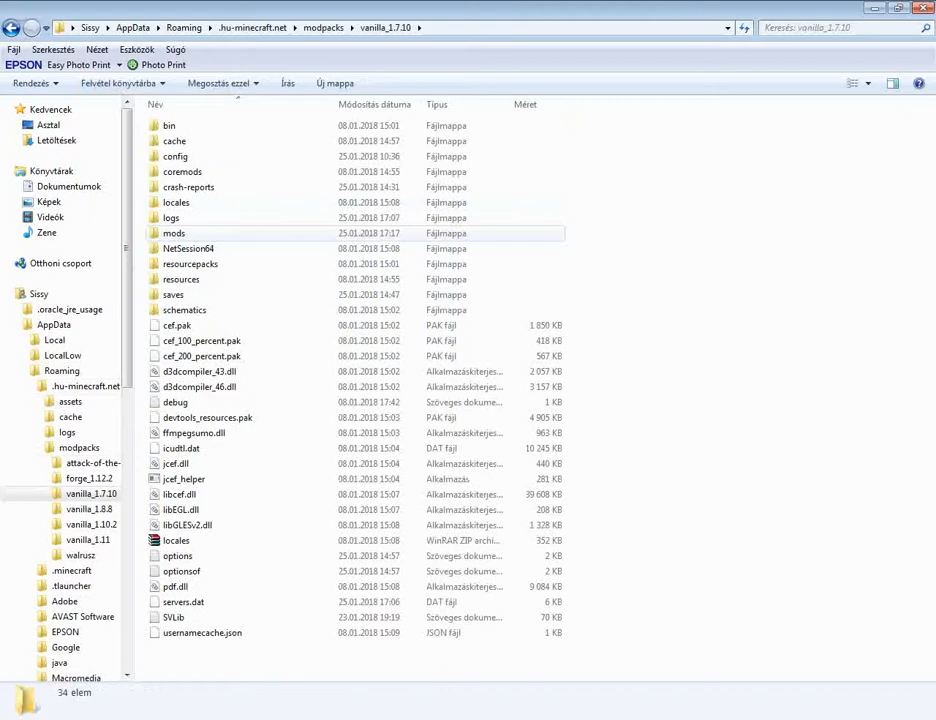 Sissy ▸ AppData ▸ Roaming ▸ .hu-minecraft.net ▸ modpacks ▸ vanilla_1.7.10 ▸
Keresés: vanilla_1.7.10
Fájl Szerkesztés Nézet Eszközök Súgó
EPSON Easy Photo Print Photo Print
Rendezés Felvétel könyvtárba Megosztás ezzel Írás Új mappa
Kedvencek
Asztal
Letöltések
Könyvtárak
Dokumentumok
Képek
Videók
Zene
Otthoni csoport
Sissy
.oracle_jre_usage
AppData
Local
LocalLow
Roaming
.hu-minecraft.net
assets
cache
logs
modpacks
attack-of-the-
forge_1.12.2
vanilla_1.7.10
vanilla_1.8.8
vanilla_1.10.2
vanilla_1.11
walrusz
.minecraft
.tlauncher
Adobe
AVAST Software
EPSON
Google
java
Macromedia
Név Módosítás dátuma Típus Méret
bin 08.01.2018 15:01 Fájlmappa
cache 08.01.2018 14:57 Fájlmappa
config 25.01.2018 10:36 Fájlmappa
coremods 08.01.2018 14:55 Fájlmappa
crash-reports 25.01.2018 14:31 Fájlmappa
locales 08.01.2018 15:08 Fájlmappa
logs 25.01.2018 17:07 Fájlmappa
mods 25.01.2018 17:17 Fájlmappa
NetSession64 08.01.2018 15:08 Fájlmappa
resourcepacks 08.01.2018 15:01 Fájlmappa
resources 08.01.2018 14:55 Fájlmappa
saves 25.01.2018 14:47 Fájlmappa
schematics 08.01.2018 15:02 Fájlmappa
cef.pak 08.01.2018 15:02 PAK fájl 1 850 KB
cef_100_percent.pak 08.01.2018 15:02 PAK fájl 418 KB
cef_200_percent.pak 08.01.2018 15:02 PAK fájl 567 KB
d3dcompiler_43.dll 08.01.2018 15:02 Alkalmazáskiterjes... 2 057 KB
d3dcompiler_46.dll 08.01.2018 15:02 Alkalmazáskiterjes... 3 157 KB
debug 08.01.2018 17:42 Szöveges dokume... 1 KB
devtools_resources.pak 08.01.2018 15:03 PAK fájl 4 905 KB
ffmpegsumo.dll 08.01.2018 15:03 Alkalmazáskiterjes... 963 KB
icudtl.dat 08.01.2018 15:04 DAT fájl 10 245 KB
jcef.dll 08.01.2018 15:04 Alkalmazáskiterjes... 440 KB
jcef_helper 08.01.2018 15:04 Alkalmazás 281 KB
libcef.dll 08.01.2018 15:07 Alkalmazáskiterjes... 39 608 KB
libEGL.dll 08.01.2018 15:07 Alkalmazáskiterjes... 208 KB
libGLESv2.dll 08.01.2018 15:08 Alkalmazáskiterjes... 1 328 KB
locales 08.01.2018 15:08 WinRAR ZIP archi... 352 KB
options 25.01.2018 14:57 Szöveges dokume... 2 KB
optionsof 25.01.2018 14:57 Szöveges dokume... 2 KB
pdf.dll 08.01.2018 15:08 Alkalmazáskiterjes... 9 084 KB
servers.dat 25.01.2018 17:06 DAT fájl 6 KB
SVLib 23.01.2018 19:19 Szöveges dokume... 70 KB
usernamecache.json 08.01.2018 15:09 JSON fájl 1 KB
34 elem